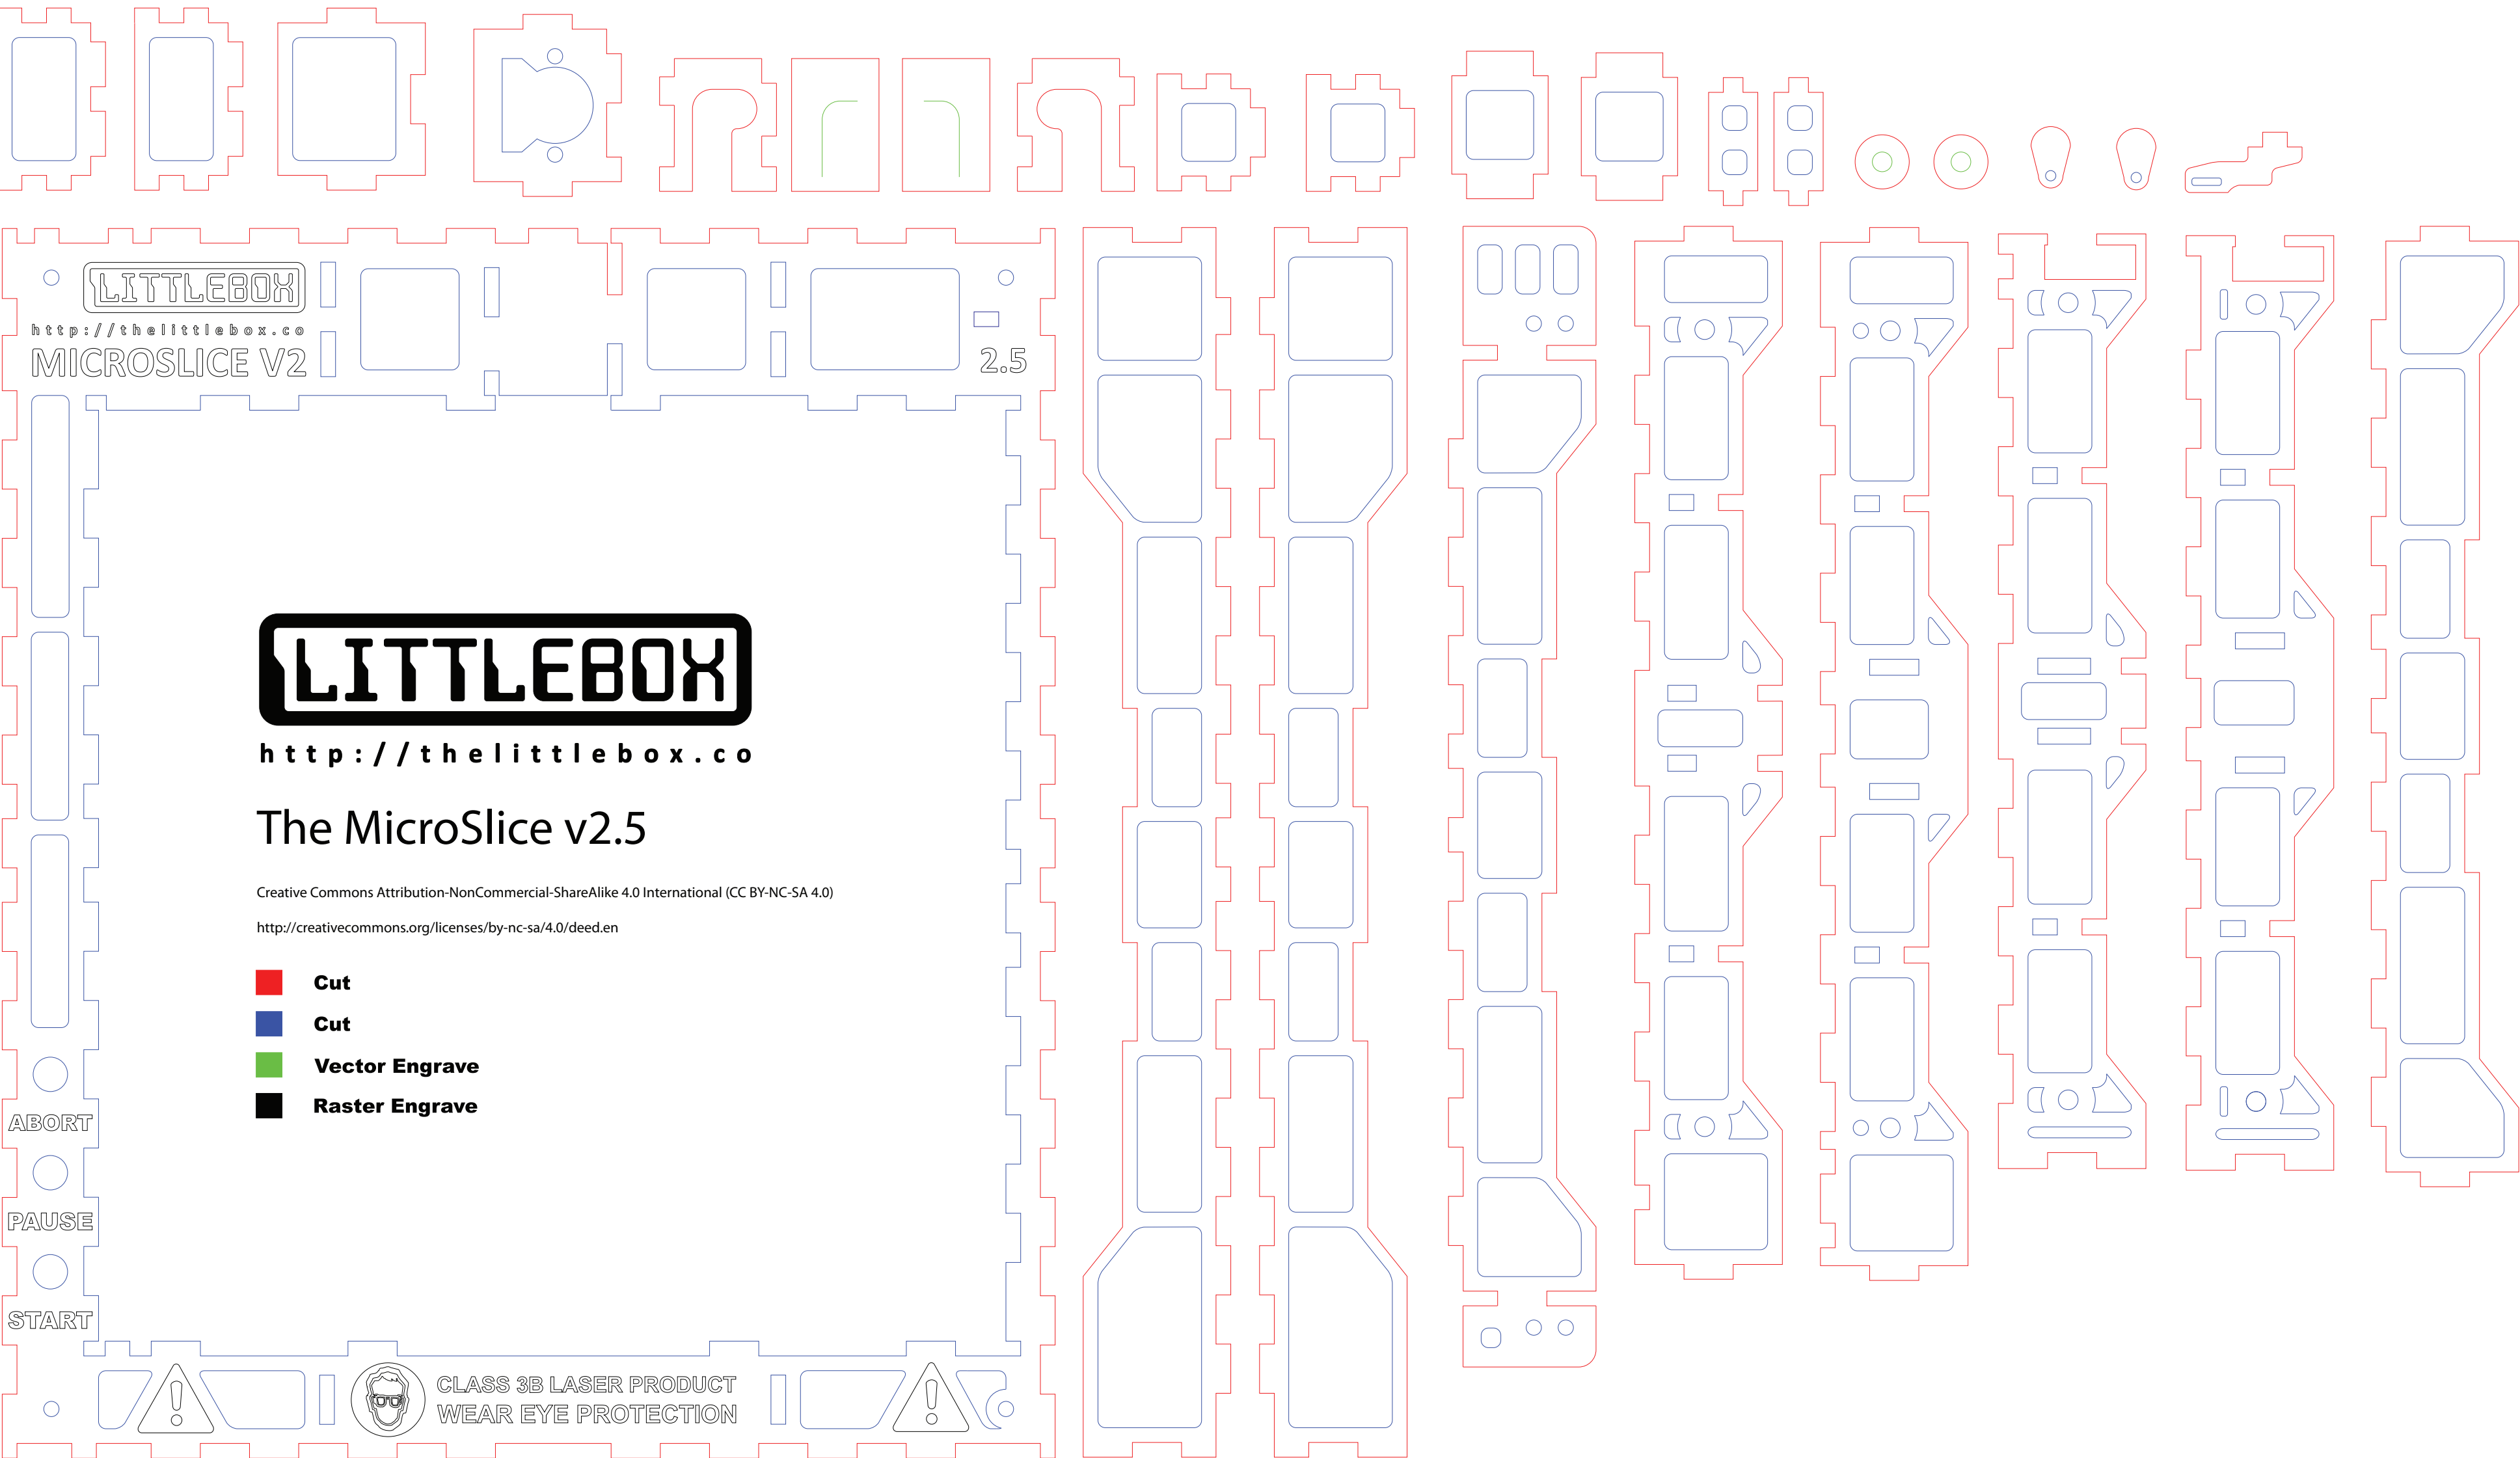 LITTLEBOX
http://thelittlebox.co
MICROSLICE V2
2.5
LITTLEBOX
http://thelittlebox.co
The MicroSlice v2.5
Creative Commons Attribution-NonCommercial-ShareAlike 4.0 International (CC BY-NC-SA 4.0)
http://creativecommons.org/licenses/by-nc-sa/4.0/deed.en
Cut
Cut
Vector Engrave
Raster Engrave
ABORT
PAUSE
START
CLASS 3B LASER PRODUCT
WEAR EYE PROTECTION